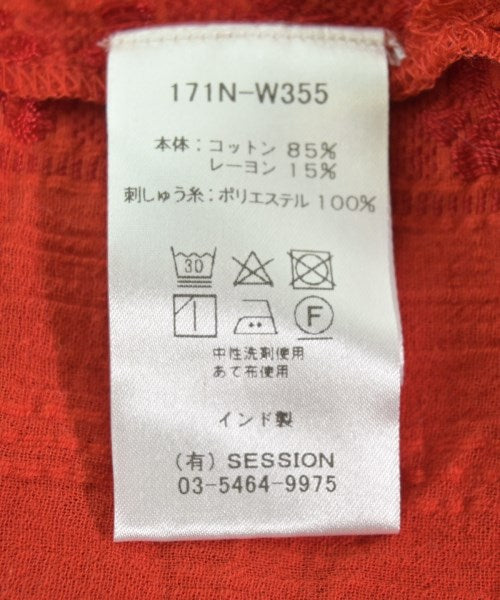 171N-W355
本体：コットン 85%
レーヨン 15%
刺しゅう糸：ポリエステル 100%
30
F
中性洗剤使用
あて布使用
インド製
（有）SESSION
03-5464-9975